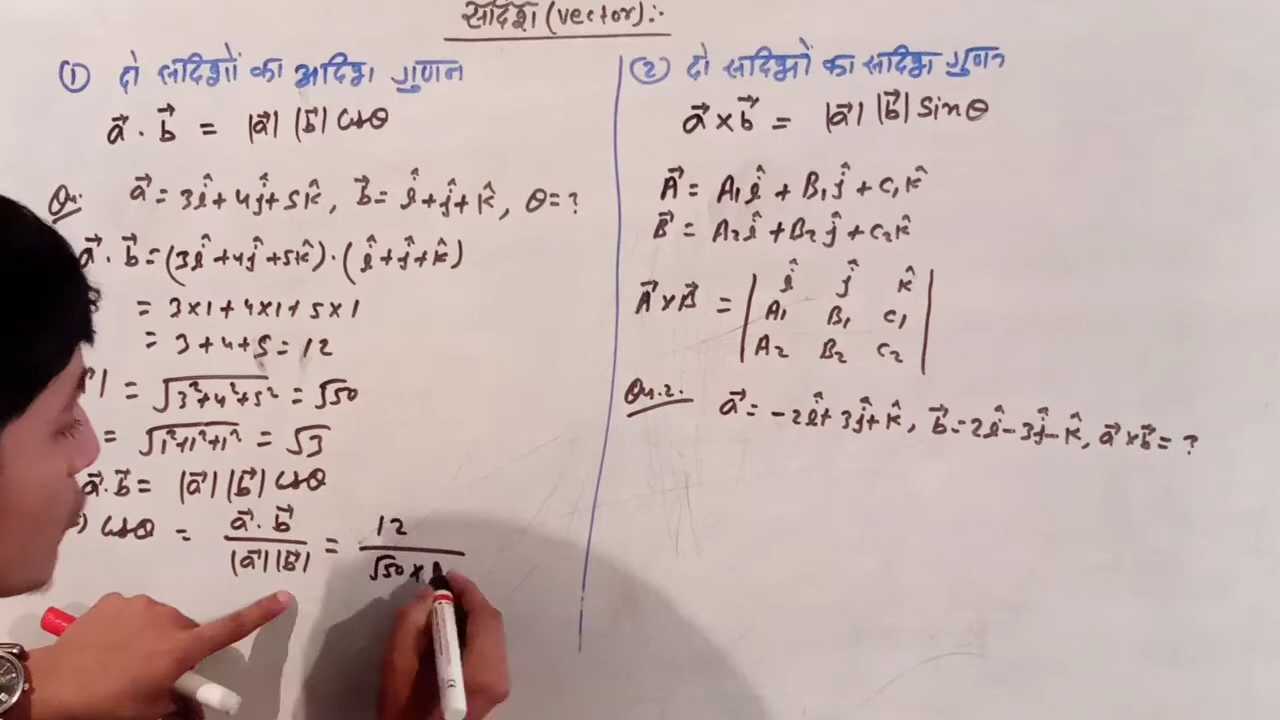 सदिश (vector):-
① दो सदिशों का अदिश गुणन
a⃗ . b⃗ = |a⃗| |b⃗| cosθ
Qu. a⃗ = 3î + 4ĵ + 5k̂, b⃗ = î + ĵ + k̂, θ = ?
a⃗ . b⃗ = (3î + 4ĵ + 5k̂) . (î + ĵ + k̂)
= 3×1 + 4×1 + 5×1
= 3 + 4 + 5 = 12
| = √3²+4²+5² = √50
= √1²+1²+1² = √3
a⃗ . b⃗ = |a⃗| |b⃗| cosθ
cosθ = a⃗ . b⃗ / |a⃗| |b⃗| = 12 / √50 ×
(2) दो सदिशों का सदिश गुणन
a⃗ × b⃗ = |a⃗| |b⃗| Sinθ
A⃗ = A₁î + B₁ĵ + C₁k̂
B⃗ = A₂î + B₂ĵ + C₂k̂
A⃗ × B⃗ = | î ĵ k̂ |
| A₁ B₁ C₁ |
| A₂ B₂ C₂ |
Qu.2. a⃗ = -2î + 3ĵ + k̂, b⃗ = 2î - 3ĵ - k̂, a⃗ × b⃗ = ?